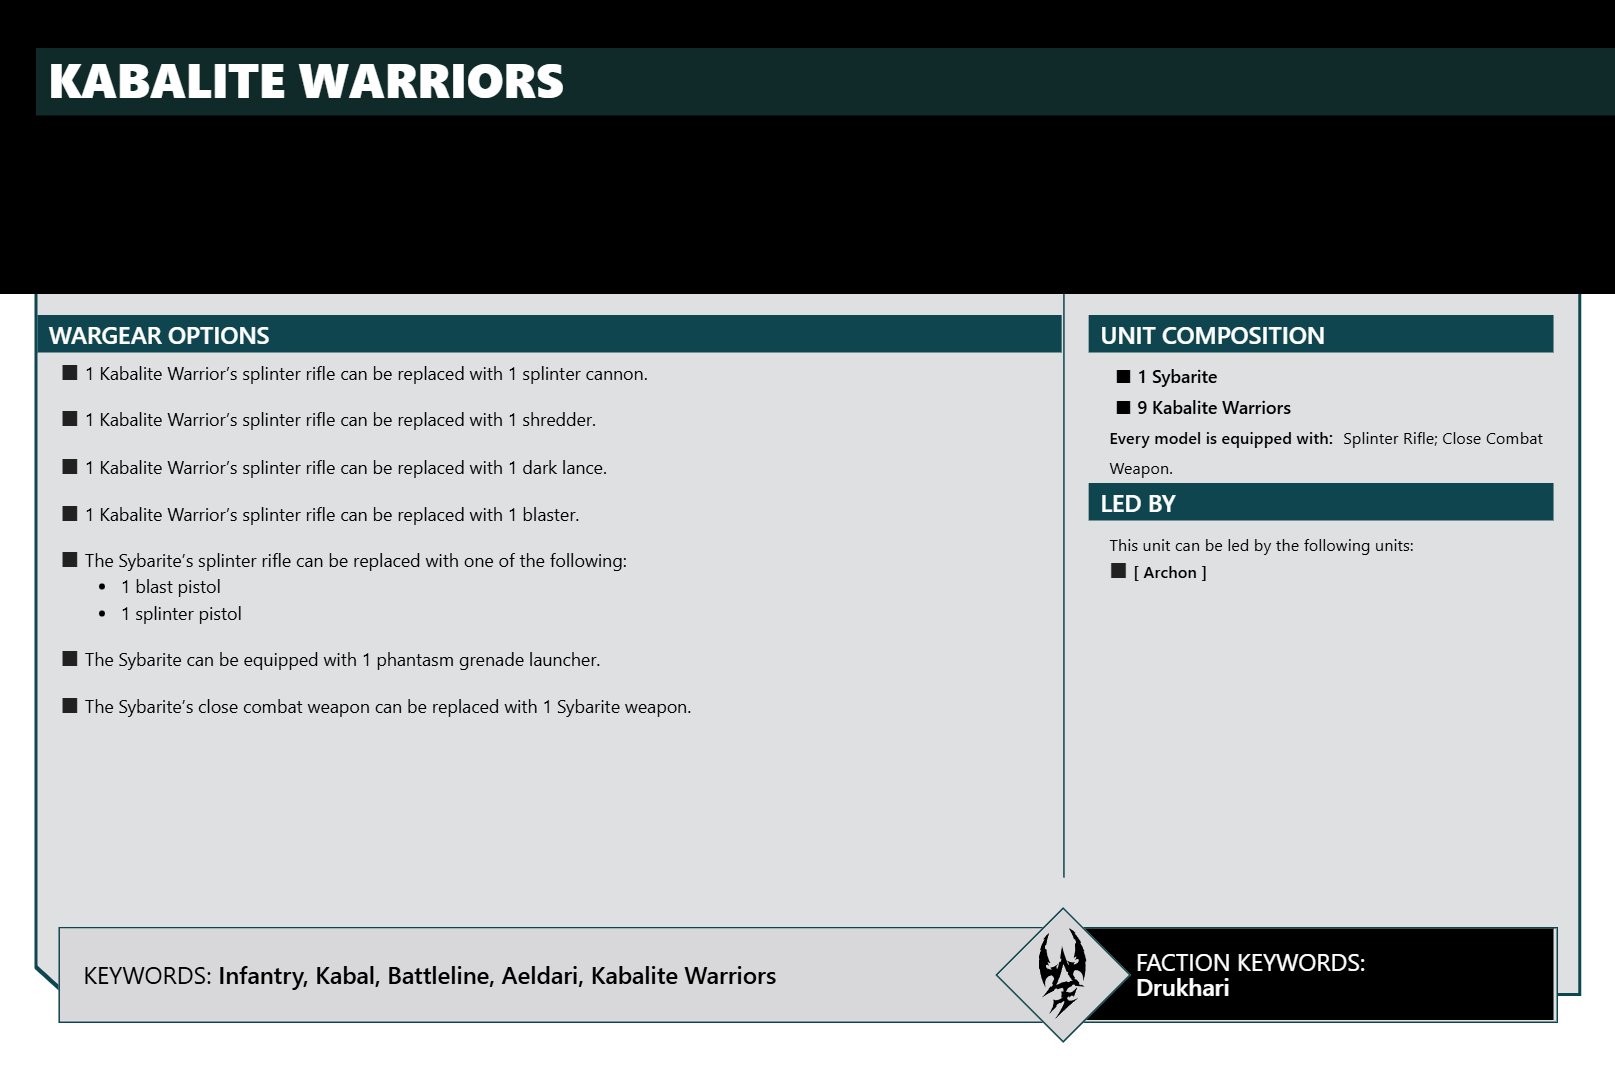 KABALITE WARRIORS
WARGEAR OPTIONS
■ 1 Kabalite Warrior’s splinter rifle can be replaced with 1 splinter cannon.
■ 1 Kabalite Warrior’s splinter rifle can be replaced with 1 shredder.
■ 1 Kabalite Warrior’s splinter rifle can be replaced with 1 dark lance.
■ 1 Kabalite Warrior’s splinter rifle can be replaced with 1 blaster.
■ The Sybarite’s splinter rifle can be replaced with one of the following:
• 1 blast pistol
• 1 splinter pistol
■ The Sybarite can be equipped with 1 phantasm grenade launcher.
■ The Sybarite’s close combat weapon can be replaced with 1 Sybarite weapon.
UNIT COMPOSITION
■ 1 Sybarite
■ 9 Kabalite Warriors
Every model is equipped with: Splinter Rifle; Close Combat
Weapon.
LED BY
This unit can be led by the following units:
■ [ Archon ]
KEYWORDS: Infantry, Kabal, Battleline, Aeldari, Kabalite Warriors
FACTION KEYWORDS:
Drukhari